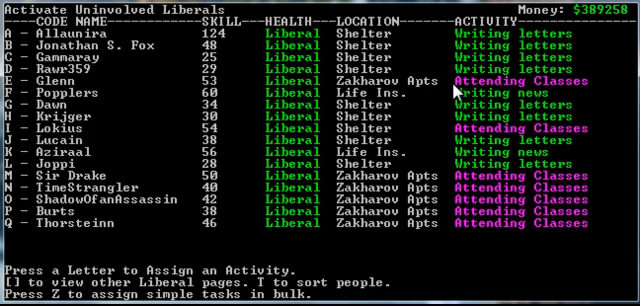 Activate Uninvolved Liberals Money: $389258
----CODE NAME------------SKILL---HEALTH---LOCATION-------ACTIVITY------
A - Allaunira 124 Liberal Shelter Writing letters
B - Jonathan S. Fox 48 Liberal Shelter Writing letters
C - Gammaray 25 Liberal Shelter Writing letters
D - Rawr359 29 Liberal Shelter Writing letters
E - Glenn 53 Liberal Zakharov Apts Attending Classes
F - Popplers 60 Liberal Life Ins. Writing news
G - Dawn 34 Liberal Shelter Writing letters
H - Krijger 30 Liberal Shelter Writing letters
I - Lokius 54 Liberal Shelter Attending Classes
J - Lucain 38 Liberal Shelter Writing letters
K - Aziraal 56 Liberal Life Ins. Writing news
L - Joppi 28 Liberal Shelter Writing letters
M - Sir Drake 50 Liberal Zakharov Apts Attending Classes
N - TimeStrangler 40 Liberal Zakharov Apts Attending Classes
O - ShadowOfanAssassin 42 Liberal Zakharov Apts Attending Classes
P - Burts 38 Liberal Zakharov Apts Attending Classes
Q - Thorsteinn 46 Liberal Zakharov Apts Attending Classes
Press a Letter to Assign an Activity.
[] to view other Liberal pages. T to sort people.
Press Z to assign simple tasks in bulk.